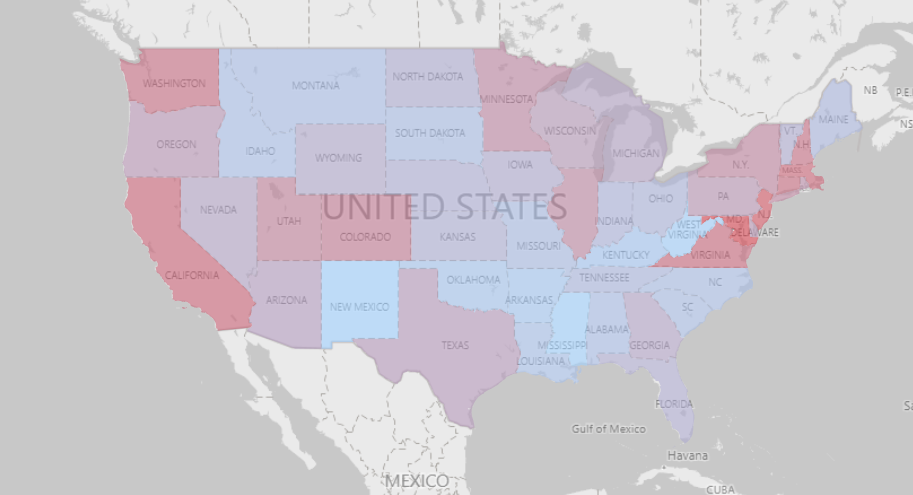 NB
P.E.
NS
WASHINGTON
MONTANA
NORTH DAKOTA
MINNESOTA
MAINE
VT.
N.H.
OREGON
IDAHO
SOUTH DAKOTA
WISCONSIN
MICHIGAN
WYOMING
N.Y.
MASS.
IOWA
NEVADA
UTAH
UNITED STATES
COLORADO
KANSAS
MISSOURI
INDIANA
OHIO
PA
N.J.
MD.
DELAWARE
WEST
VIRGINIA
VIRGINIA
KENTUCKY
CALIFORNIA
ARIZONA
NEW MEXICO
OKLAHOMA
ARKANSAS
TENNESSEE
NC
SC
TEXAS
LOUISIANA
MISSISSIPPI
ALABAMA
GEORGIA
FLORIDA
Gulf of Mexico
Havana
MEXICO
CUBA